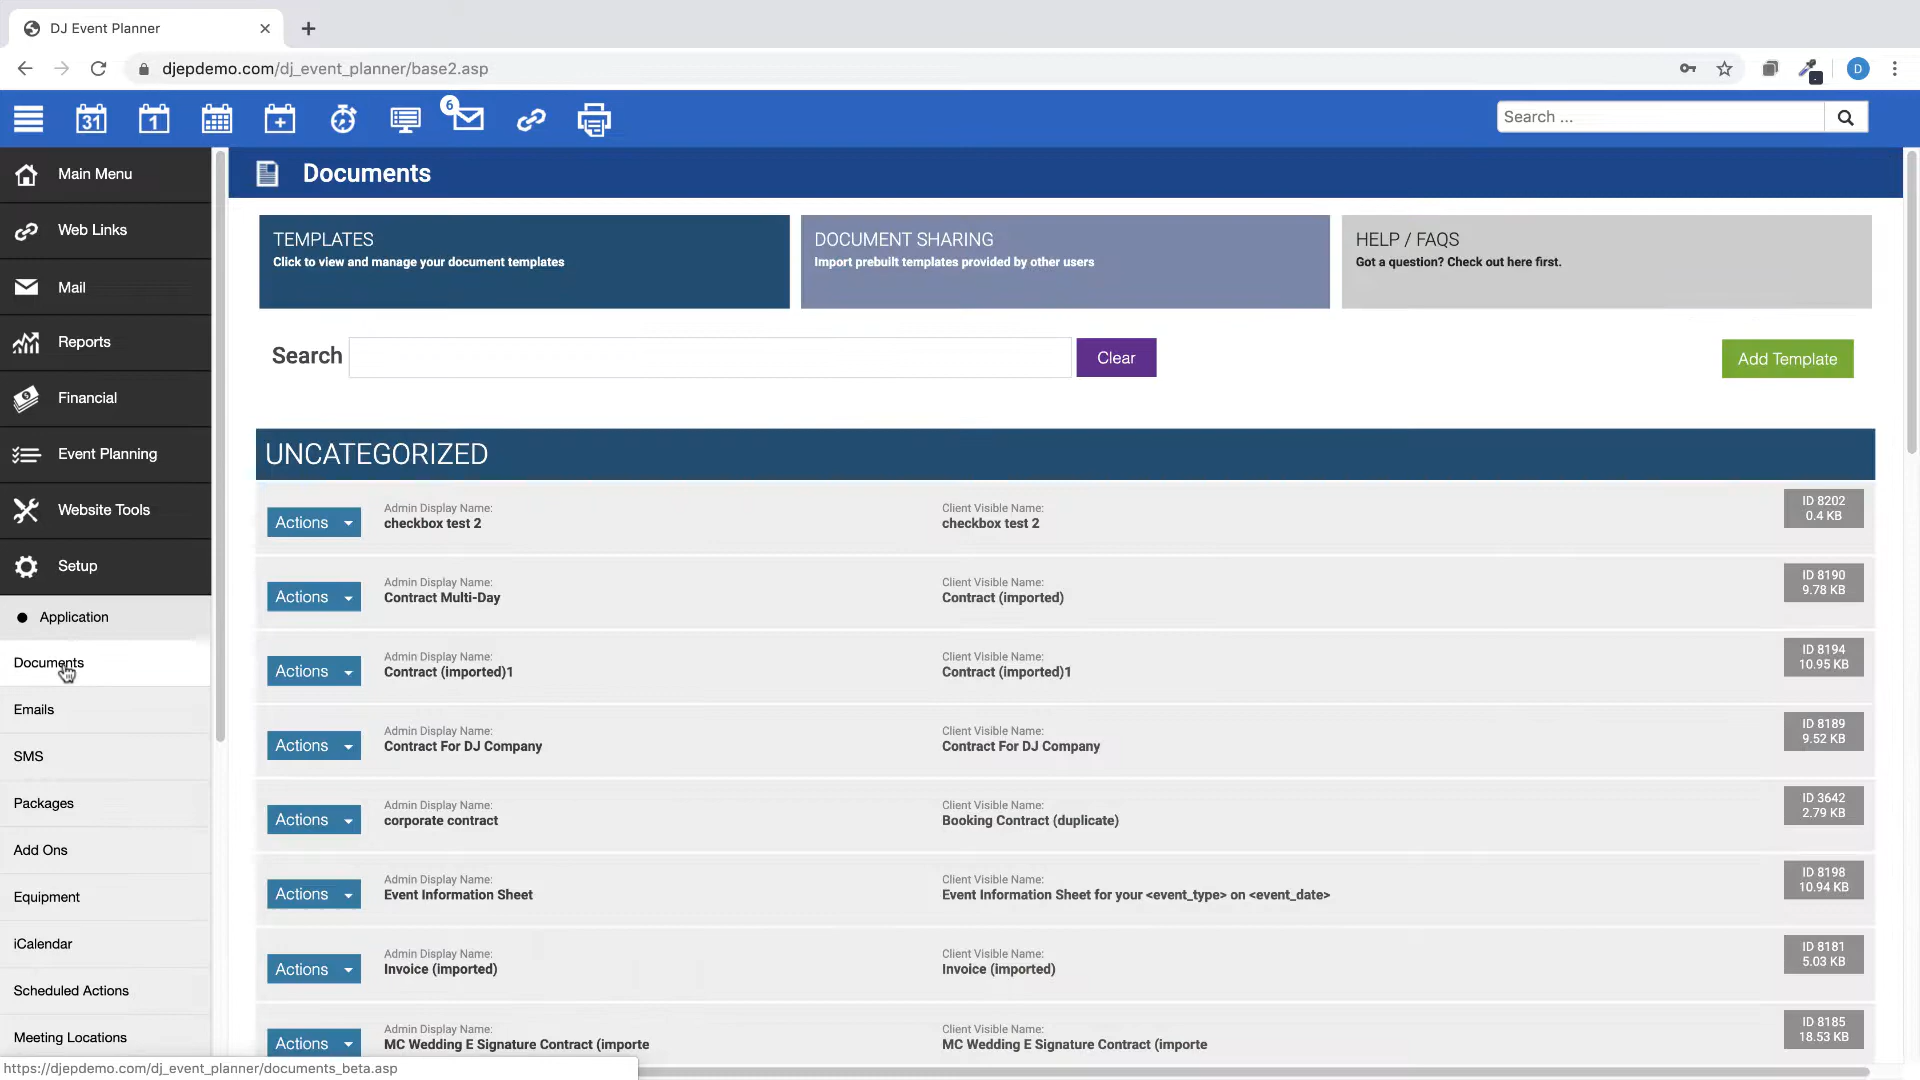 DJ Event Planner
djepdemo.com/dj_event_planner/base2.asp
D
31
1
6
Search ...
Main Menu
Web Links
Mail
Reports
Financial
Event Planning
Website Tools
Setup
Application
Documents
Emails
SMS
Packages
Add Ons
Equipment
iCalendar
Scheduled Actions
Meeting Locations
Documents
TEMPLATES
Click to view and manage your document templates
DOCUMENT SHARING
Import prebuilt templates provided by other users
HELP / FAQS
Got a question? Check out here first.
Search
Clear
Add Template
UNCATEGORIZED
Actions
Admin Display Name:
checkbox test 2
Client Visible Name:
checkbox test 2
ID 8202
0.4 KB
Actions
Admin Display Name:
Contract Multi-Day
Client Visible Name:
Contract (imported)
ID 8190
9.78 KB
Actions
Admin Display Name:
Contract (imported)1
Client Visible Name:
Contract (imported)1
ID 8194
10.95 KB
Actions
Admin Display Name:
Contract For DJ Company
Client Visible Name:
Contract For DJ Company
ID 8189
9.52 KB
Actions
Admin Display Name:
corporate contract
Client Visible Name:
Booking Contract (duplicate)
ID 3642
2.79 KB
Actions
Admin Display Name:
Event Information Sheet
Client Visible Name:
Event Information Sheet for your <event_type> on <event_date>
ID 8198
10.94 KB
Actions
Admin Display Name:
Invoice (imported)
Client Visible Name:
Invoice (imported)
ID 8181
5.03 KB
Actions
Admin Display Name:
MC Wedding E Signature Contract (importe
Client Visible Name:
MC Wedding E Signature Contract (importe
ID 8185
18.53 KB
https://djepdemo.com/dj_event_planner/documents_beta.asp